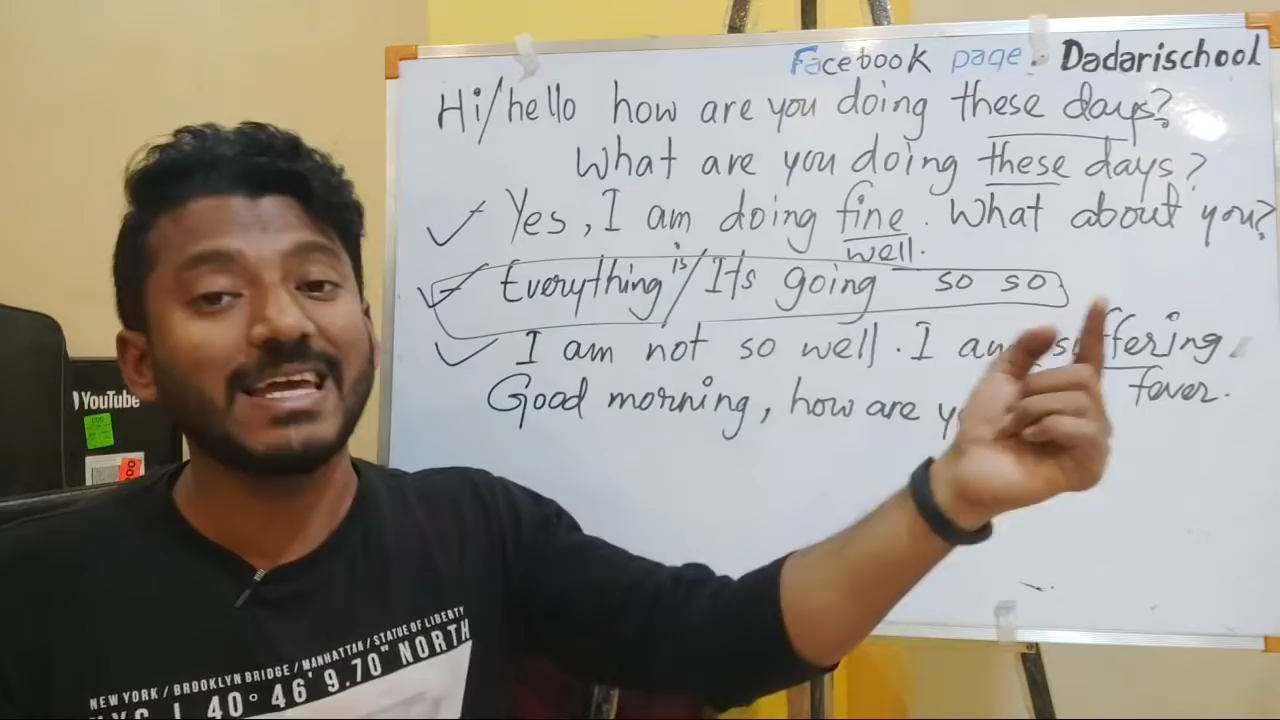 Facebook page. Dadarischool
Hi/hello how are you doing these days?
What are you doing these days?
Yes, I am doing fine. What about you?
well.
Everything is/Its going so so
I am not so well. I am suffering
fever.
Good morning, how are
YouTube
NEW YORK / BROOKLYN BRIDGE / MANHATTAN / STATUE OF LIBERTY
NYC | 40° 46' 9.70" NORTH